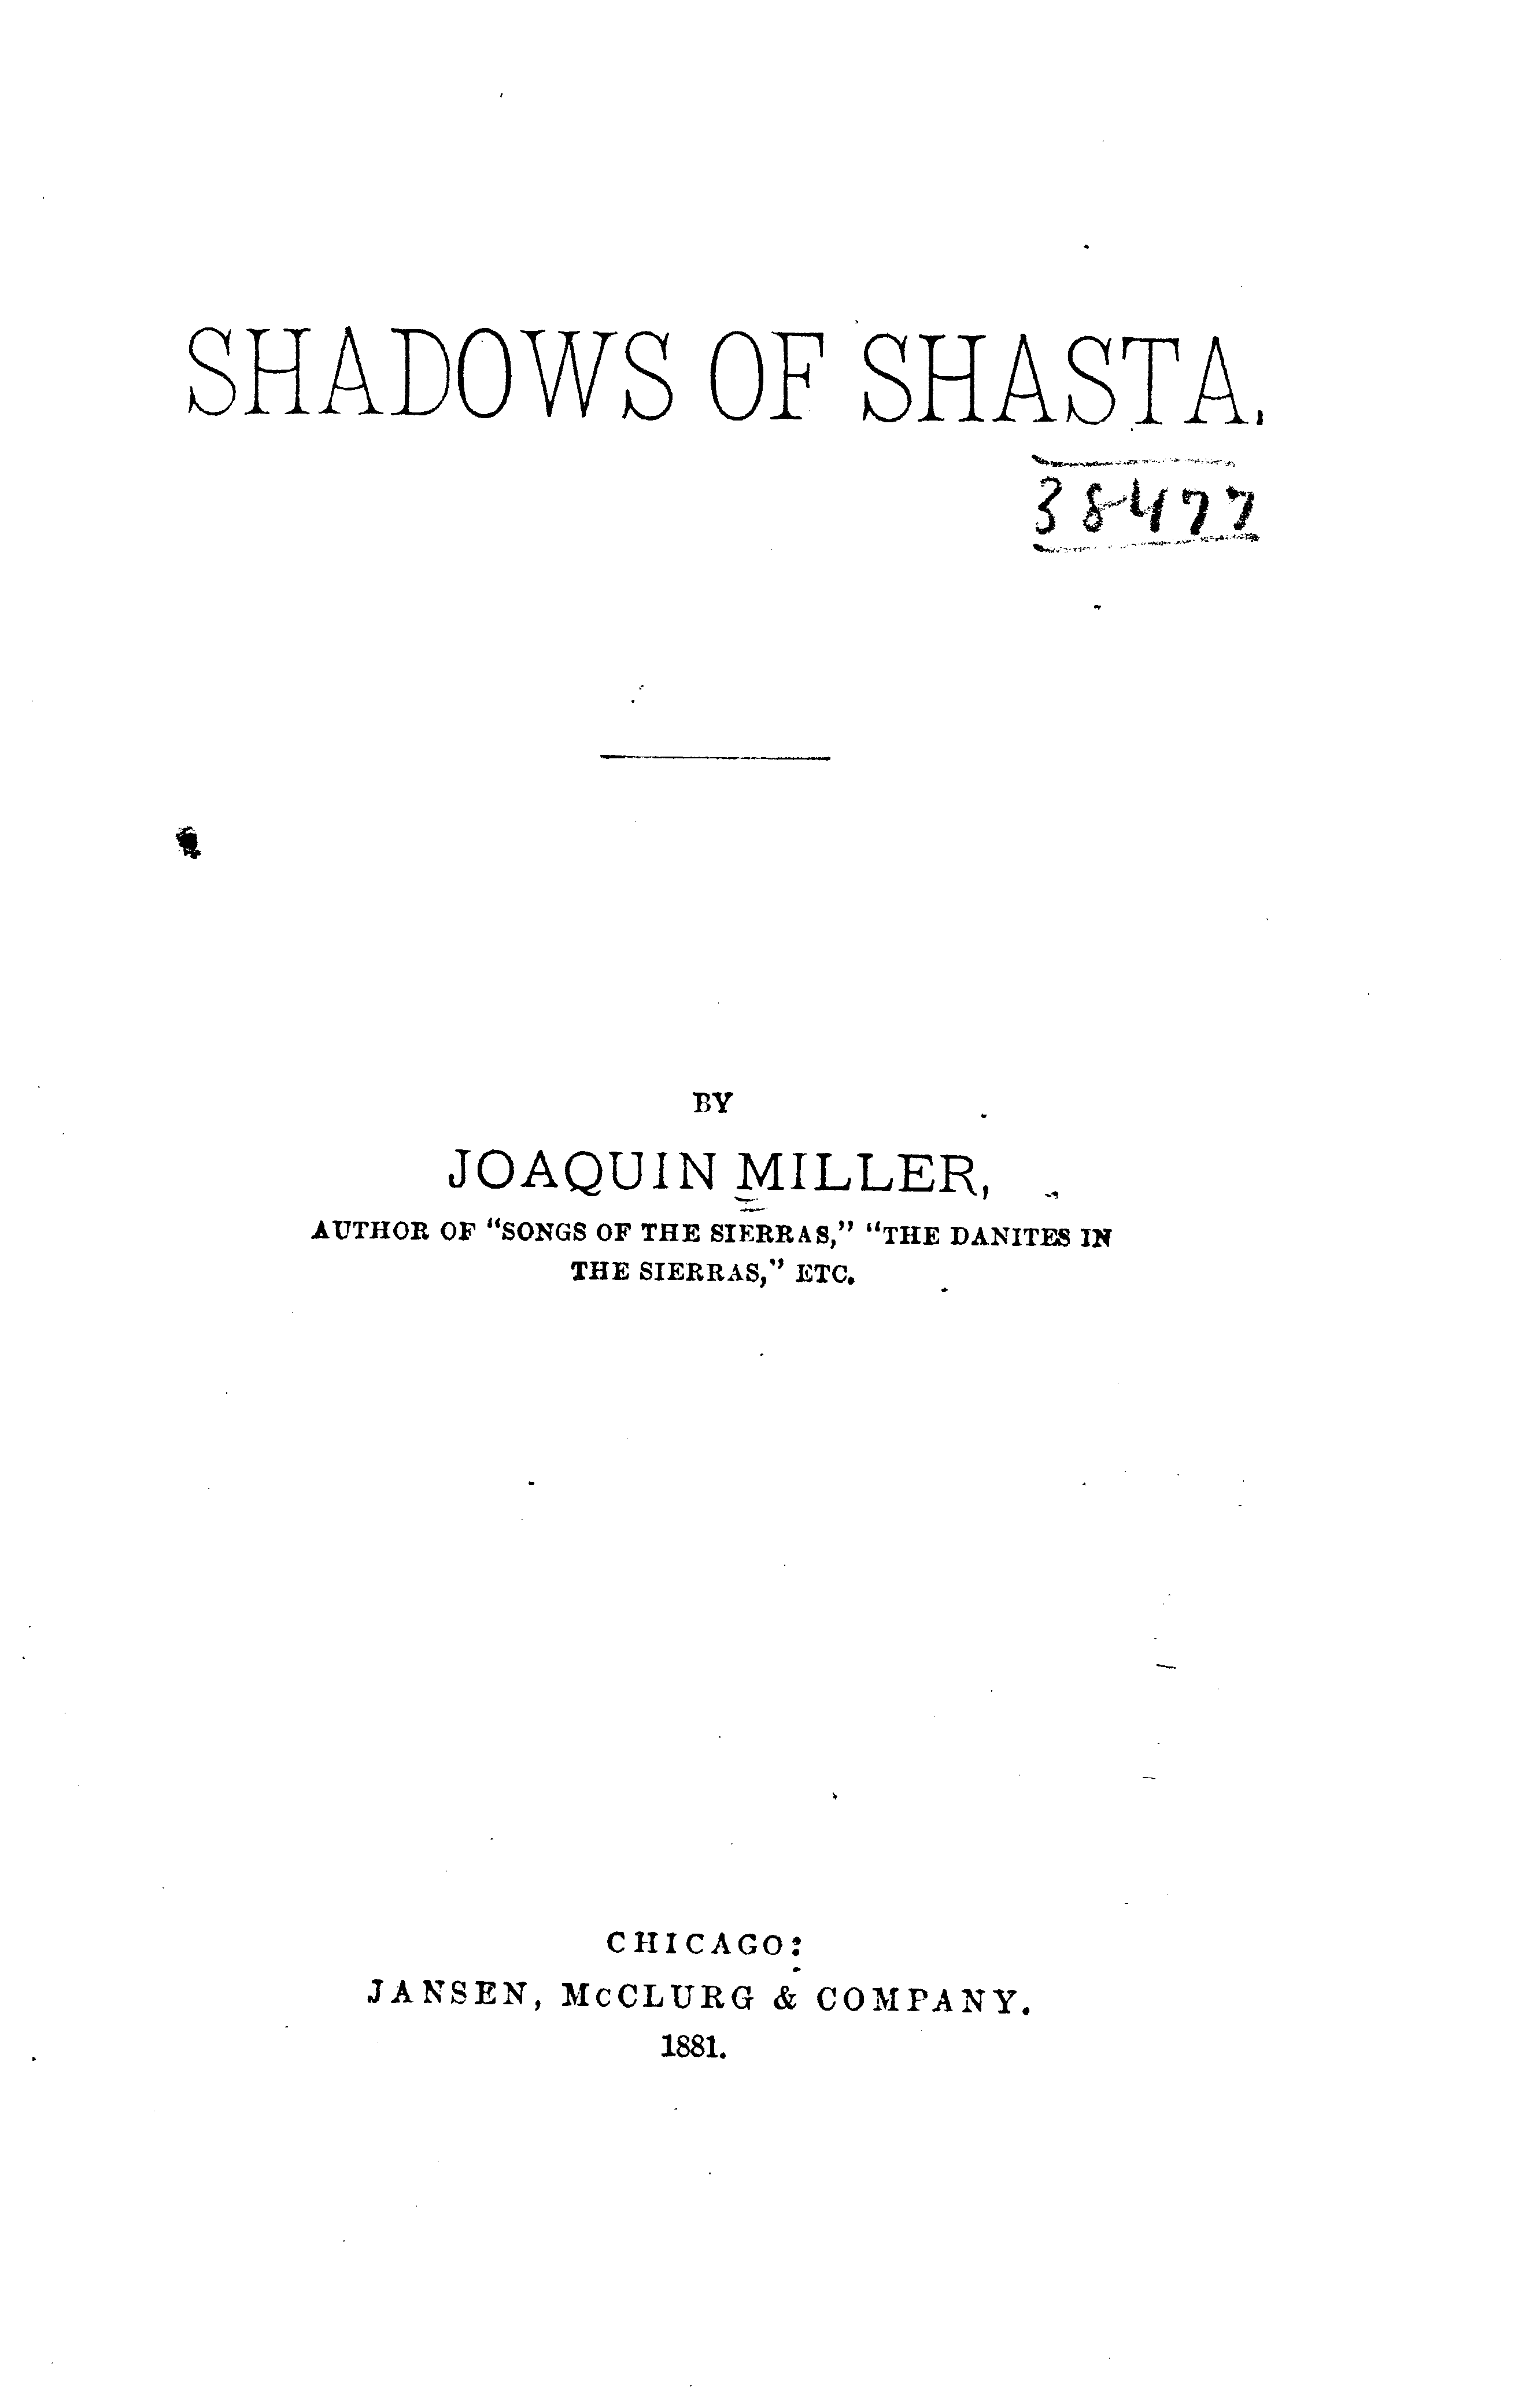 SHADOWS OF SHASTA.
38477
BY
JOAQUIN MILLER,
AUTHOR OF “SONGS OF THE SIERRAS,” “THE DANITES IN
THE SIERRAS,” ETC.
CHICAGO:
JANSEN, McCLURG & COMPANY.
1881.